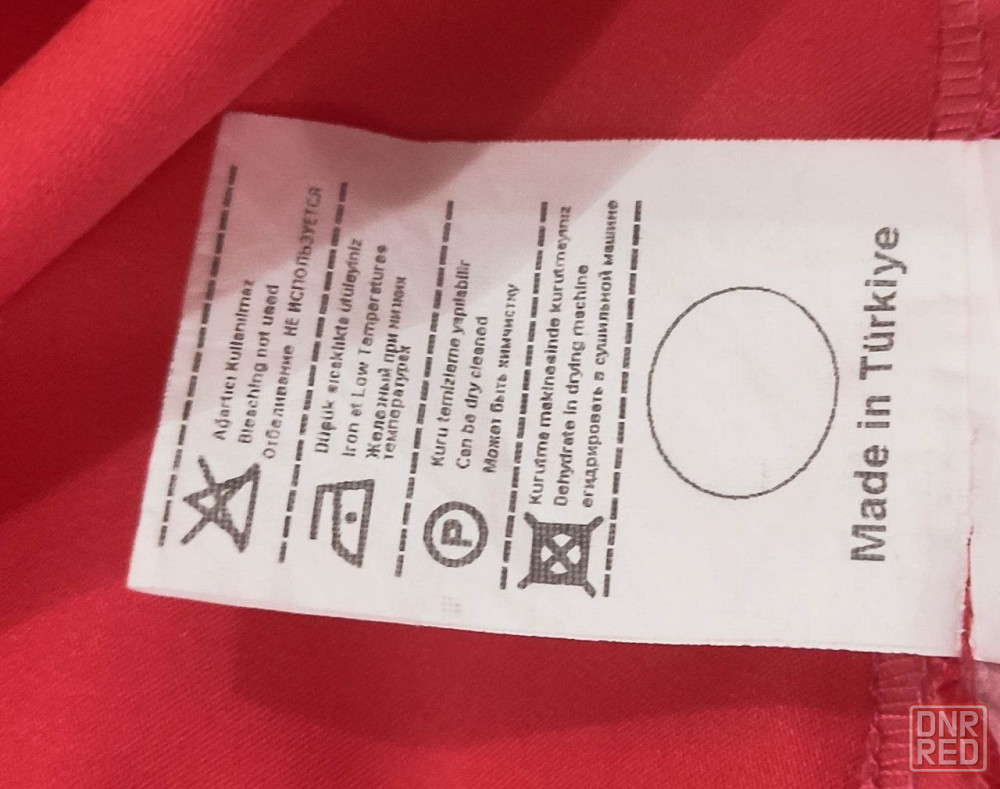 Ağartıcı Kullanılmaz
Bleaching not used
Отбеливание НЕ ИСПОЛЬЗУЕТСЯ
Düşük sıcaklıkta ütüleyiniz
Iron et Low Temperatures
Железный при низких
температурах
P
Kuru temizleme yapılabilir
Can be dry cleaned
Может быть химчистку
Kurutma makinesinde kurutmayınız
Dehydrate in drying machine
егидрировать в сушильной машине
Made in Türkiye
DNR
RED